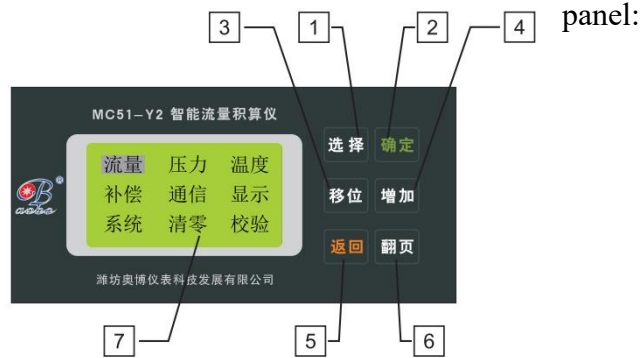 panel:
3 1 2 4
MC51-Y2 智能流量积算仪
选择 确定
流量 压力 温度
补偿 通信 显示
移位 增加
系统 清零 校验
返回 翻页
B
aobo
潍坊奥博仪表科技发展有限公司
7 5 6